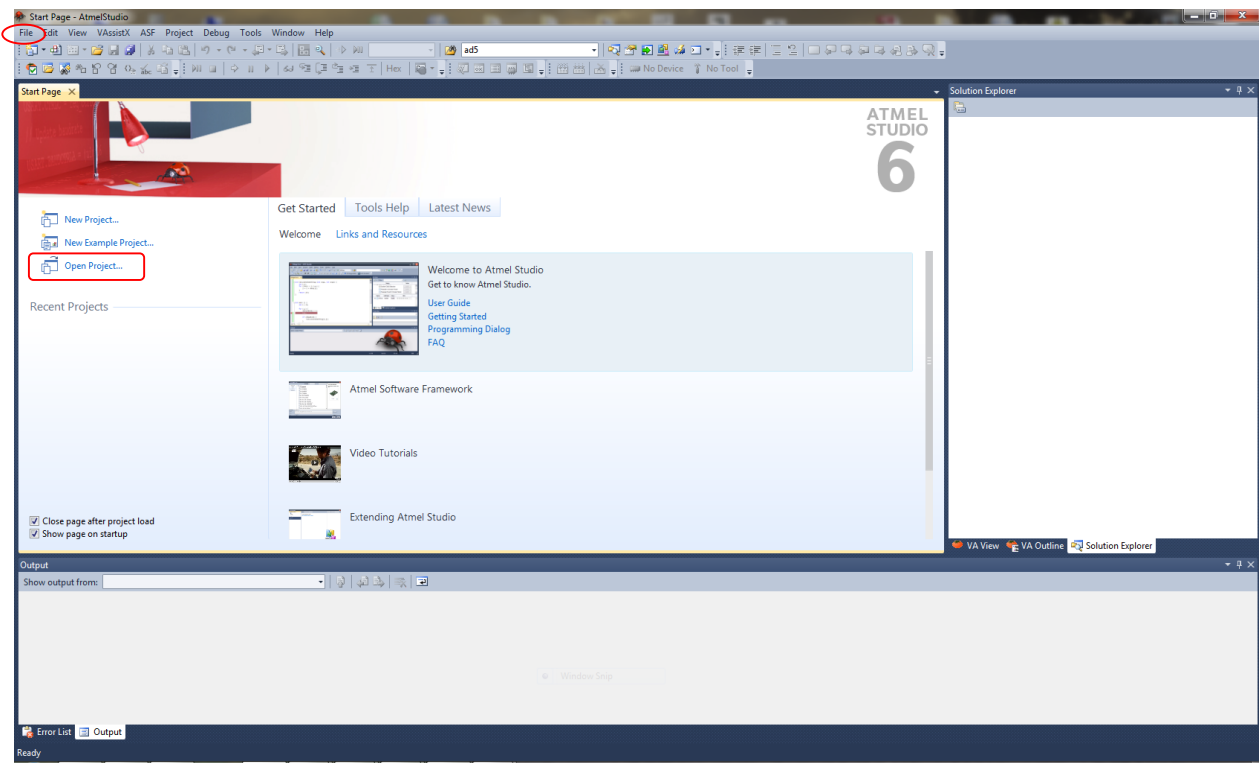 Start Page - AtmelStudio
File Edit View VAssistX ASF Project Debug Tools Window Help
ad5
Hex No Device No Tool
Start Page
Solution Explorer
ATMEL
STUDIO
6
Get Started Tools Help Latest News
Welcome Links and Resources
New Project...
New Example Project...
Open Project...
Recent Projects
Welcome to Atmel Studio
Get to know Atmel Studio.
User Guide
Getting Started
Programming Dialog
FAQ
Atmel Software Framework
Video Tutorials
Extending Atmel Studio
Close page after project load
Show page on startup
VA View VA Outline Solution Explorer
Output
Show output from:
Window Snip
Error List Output
Ready